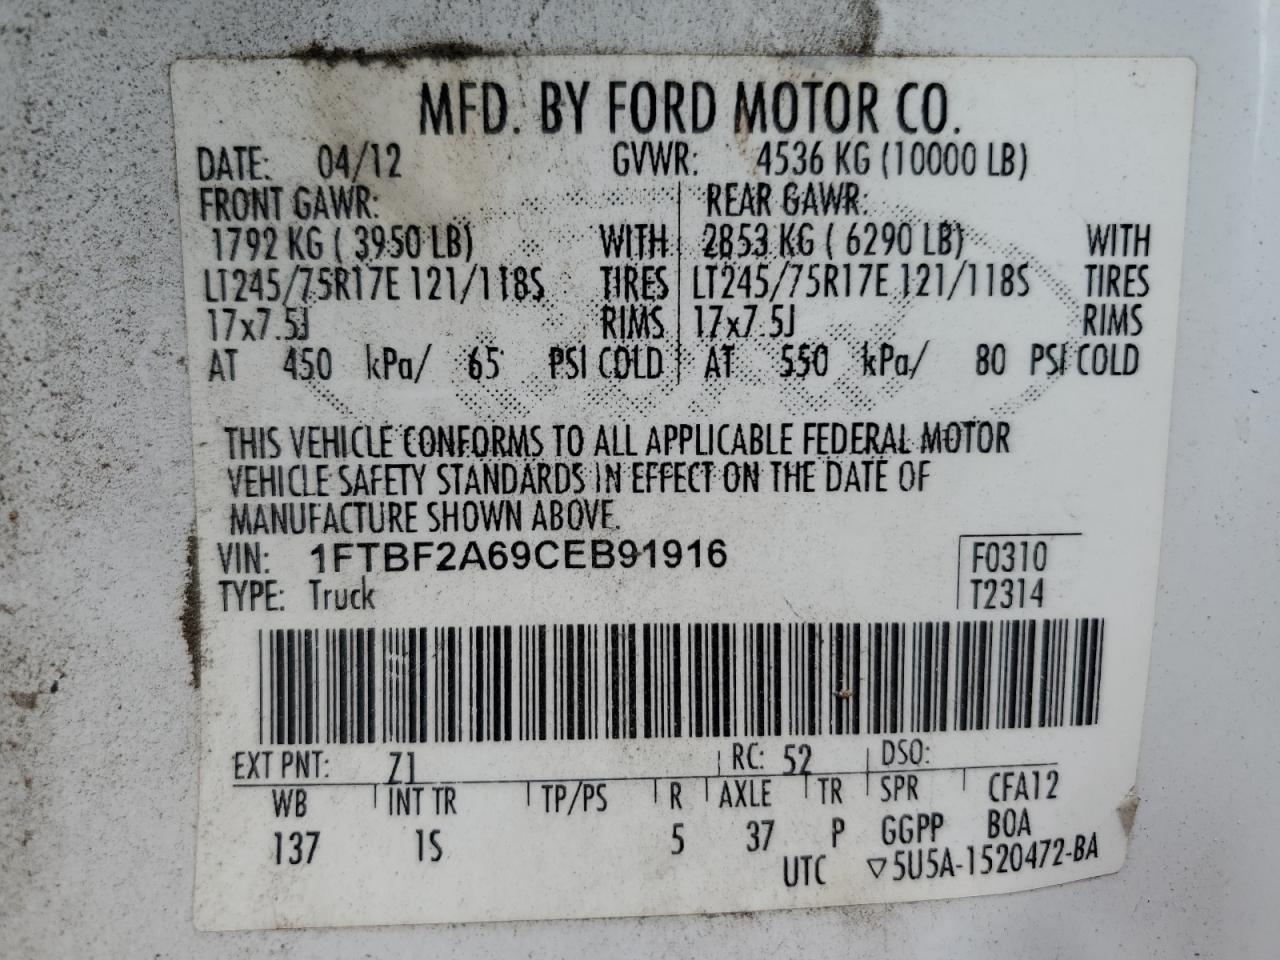 MFD. BY FORD MOTOR CO.
DATE: 04/12 GVWR: 4536 KG (10000 LB)
FRONT GAWR: REAR GAWR:
1792 KG ( 3950 LB) WITH 2853 KG ( 6290 LB) WITH
LT245/75R17E 121/118S TIRES LT245/75R17E 121/118S TIRES
17x7.5J RIMS 17x7.5J RIMS
AT 450 kPa/ 65 PSI COLD AT 550 kPa/ 80 PSI COLD
THIS VEHICLE CONFORMS TO ALL APPLICABLE FEDERAL MOTOR
VEHICLE SAFETY STANDARDS IN EFFECT ON THE DATE OF
MANUFACTURE SHOWN ABOVE.
VIN: 1FTBF2A69CEB91916 F0310
TYPE: Truck T2314
EXT PNT: Z1 RC: 52 DSO:
WB INT TR TP/PS R AXLE TR SPR CFA12
137 1S 5 37 P GGPP BOA
UTC ▽5U5A-1520472-BA